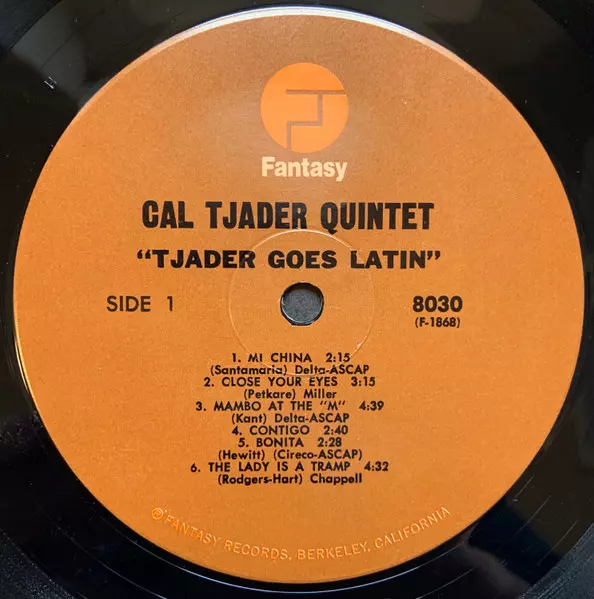 Fantasy
CAL TJADER QUINTET
"TJADER GOES LATIN"
SIDE 1
8030
(F-1868)
1. MI CHINA 2:15
(Santamaria) Delta-ASCAP
2. CLOSE YOUR EYES 3:15
(Petkare) Miller
3. MAMBO AT THE "M" 4:39
(Kant) Delta-ASCAP
4. CONTIGO 2:40
5. BONITA 2:28
(Hewitt) (Cireco-ASCAP)
6. THE LADY IS A TRAMP 4:32
(Rodgers-Hart) Chappell
℗ FANTASY RECORDS, BERKELEY, CALIFORNIA